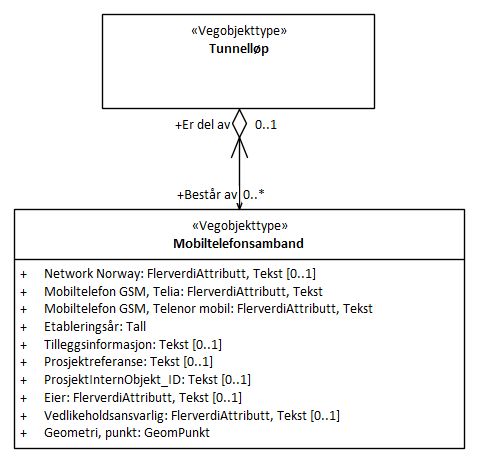 «Vegobjekttype»
Tunnelløp
+Er del av 0..1
+Består av 0..*
«Vegobjekttype»
Mobiltelefonsamband
+ Network Norway: FlerverdiAttributt, Tekst [0..1]
+ Mobiltelefon GSM, Telia: FlerverdiAttributt, Tekst
+ Mobiltelefon GSM, Telenor mobil: FlerverdiAttributt, Tekst
+ Etableringsår: Tall
+ Tilleggsinformasjon: Tekst [0..1]
+ Prosjektreferanse: Tekst [0..1]
+ ProsjektInternObjekt_ID: Tekst [0..1]
+ Eier: FlerverdiAttributt, Tekst [0..1]
+ Vedlikeholdsansvarlig: FlerverdiAttributt, Tekst [0..1]
+ Geometri, punkt: GeomPunkt